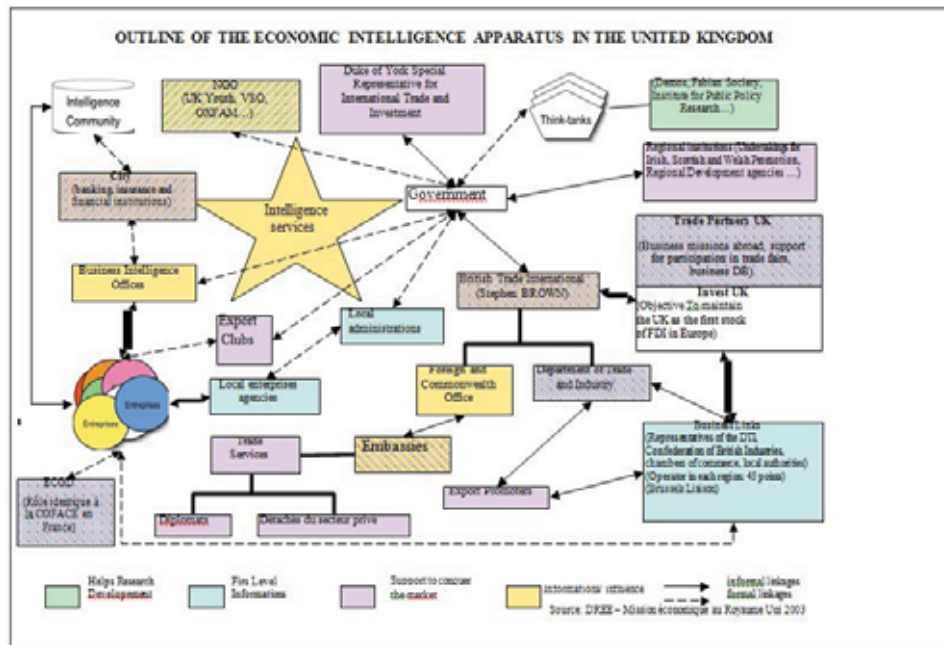 OUTLINE OF THE ECONOMIC INTELLIGENCE APPARATUS IN THE UNITED KINGDOM
Intelligence
Community
NGO
(UK Youth, VSO,
OXFAM…)
Duke of York Special
Representative for
International Trade and
Investment
Think-tanks
(Demos, Fabian Society,
Institute for Public Policy
Research…)
City
(banking, insurance and
financial institutions)
Intelligence
services
Government
Regional Institutions (Undertakings for
Irish, Scottish and Welsh Promotion,
Regional Development agencies …)
Business Intelligence
Offices
British Trade International
(Stephen BROWN)
Trade Partners UK
(Business missions abroad, support
for participation in trade fairs,
business DB)
Invest UK
(Objective To maintain
the UK as the first stock
of FDI in Europe)
Export
Clubs
Local
administrations
Entreprises
Entreprises
Local enterprises
agencies
Foreign and
Commonwealth
Office
Department of Trade
and Industry
Trade
Services
Embassies
Business Links
(Representatives of the DTI,
Confederation of British Industries,
chambers of commerce, local authorities)
(Operator in each region 45 points)
(Brussels Liaison)
ECGD
(Rôle identique à
la COFACE en
France)
Diplomats
Détachés du secteur privé
Export Promoters
Helps Research
Developement
Firs Level
Informations
Support to conquer
the market
informations influence
informal linkages
formal linkages
Source: DREE – Mission économique au Royaume Uni 2003